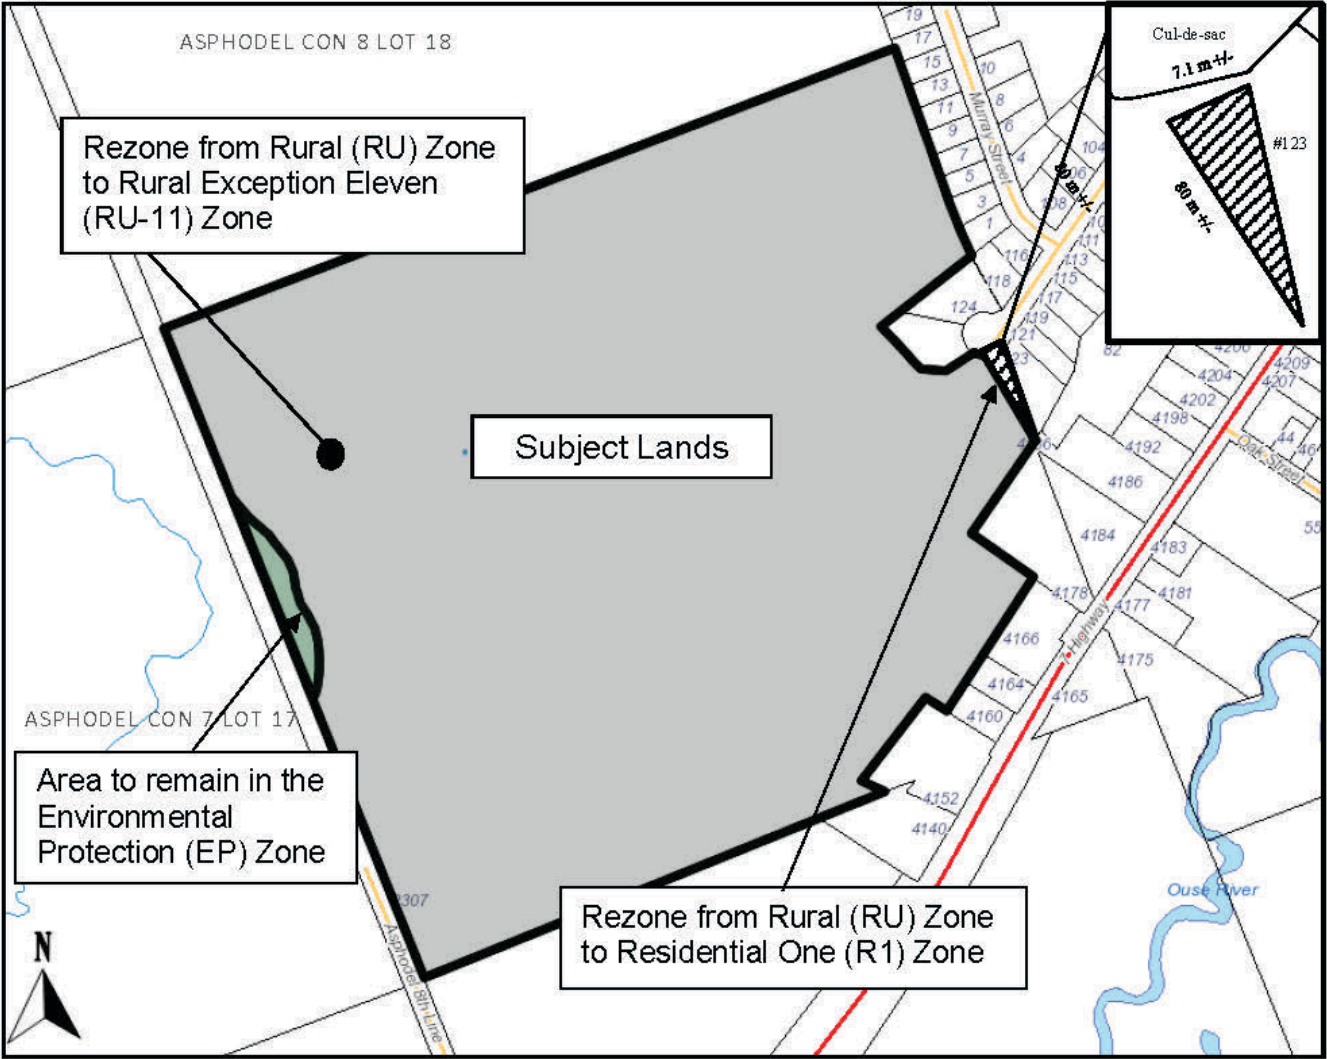 ASPHODEL CON 8 LOT 18
Rezone from Rural (RU) Zone
to Rural Exception Eleven
(RU-11) Zone
Subject Lands
ASPHODEL CON 7 LOT 17
Area to remain in the
Environmental
Protection (EP) Zone
Rezone from Rural (RU) Zone
to Residential One (R1) Zone
N
2307
Asphodel 8th Line
Cul-de-sac
7.1 m +/-
#123
80 m +/-
19
17
15
13
11
9
7
5
3
1
Murray Street
10
8
6
4
104
108
116
118
124
111
113
115
117
119
121
82
4204
4202
4198
4192
4186
4184
4178
4166
4164
4160
4152
4140
4209
4207
44
46
Oak Street
55
4183
4181
4177
4175
4165
7 Highway
Ouse River